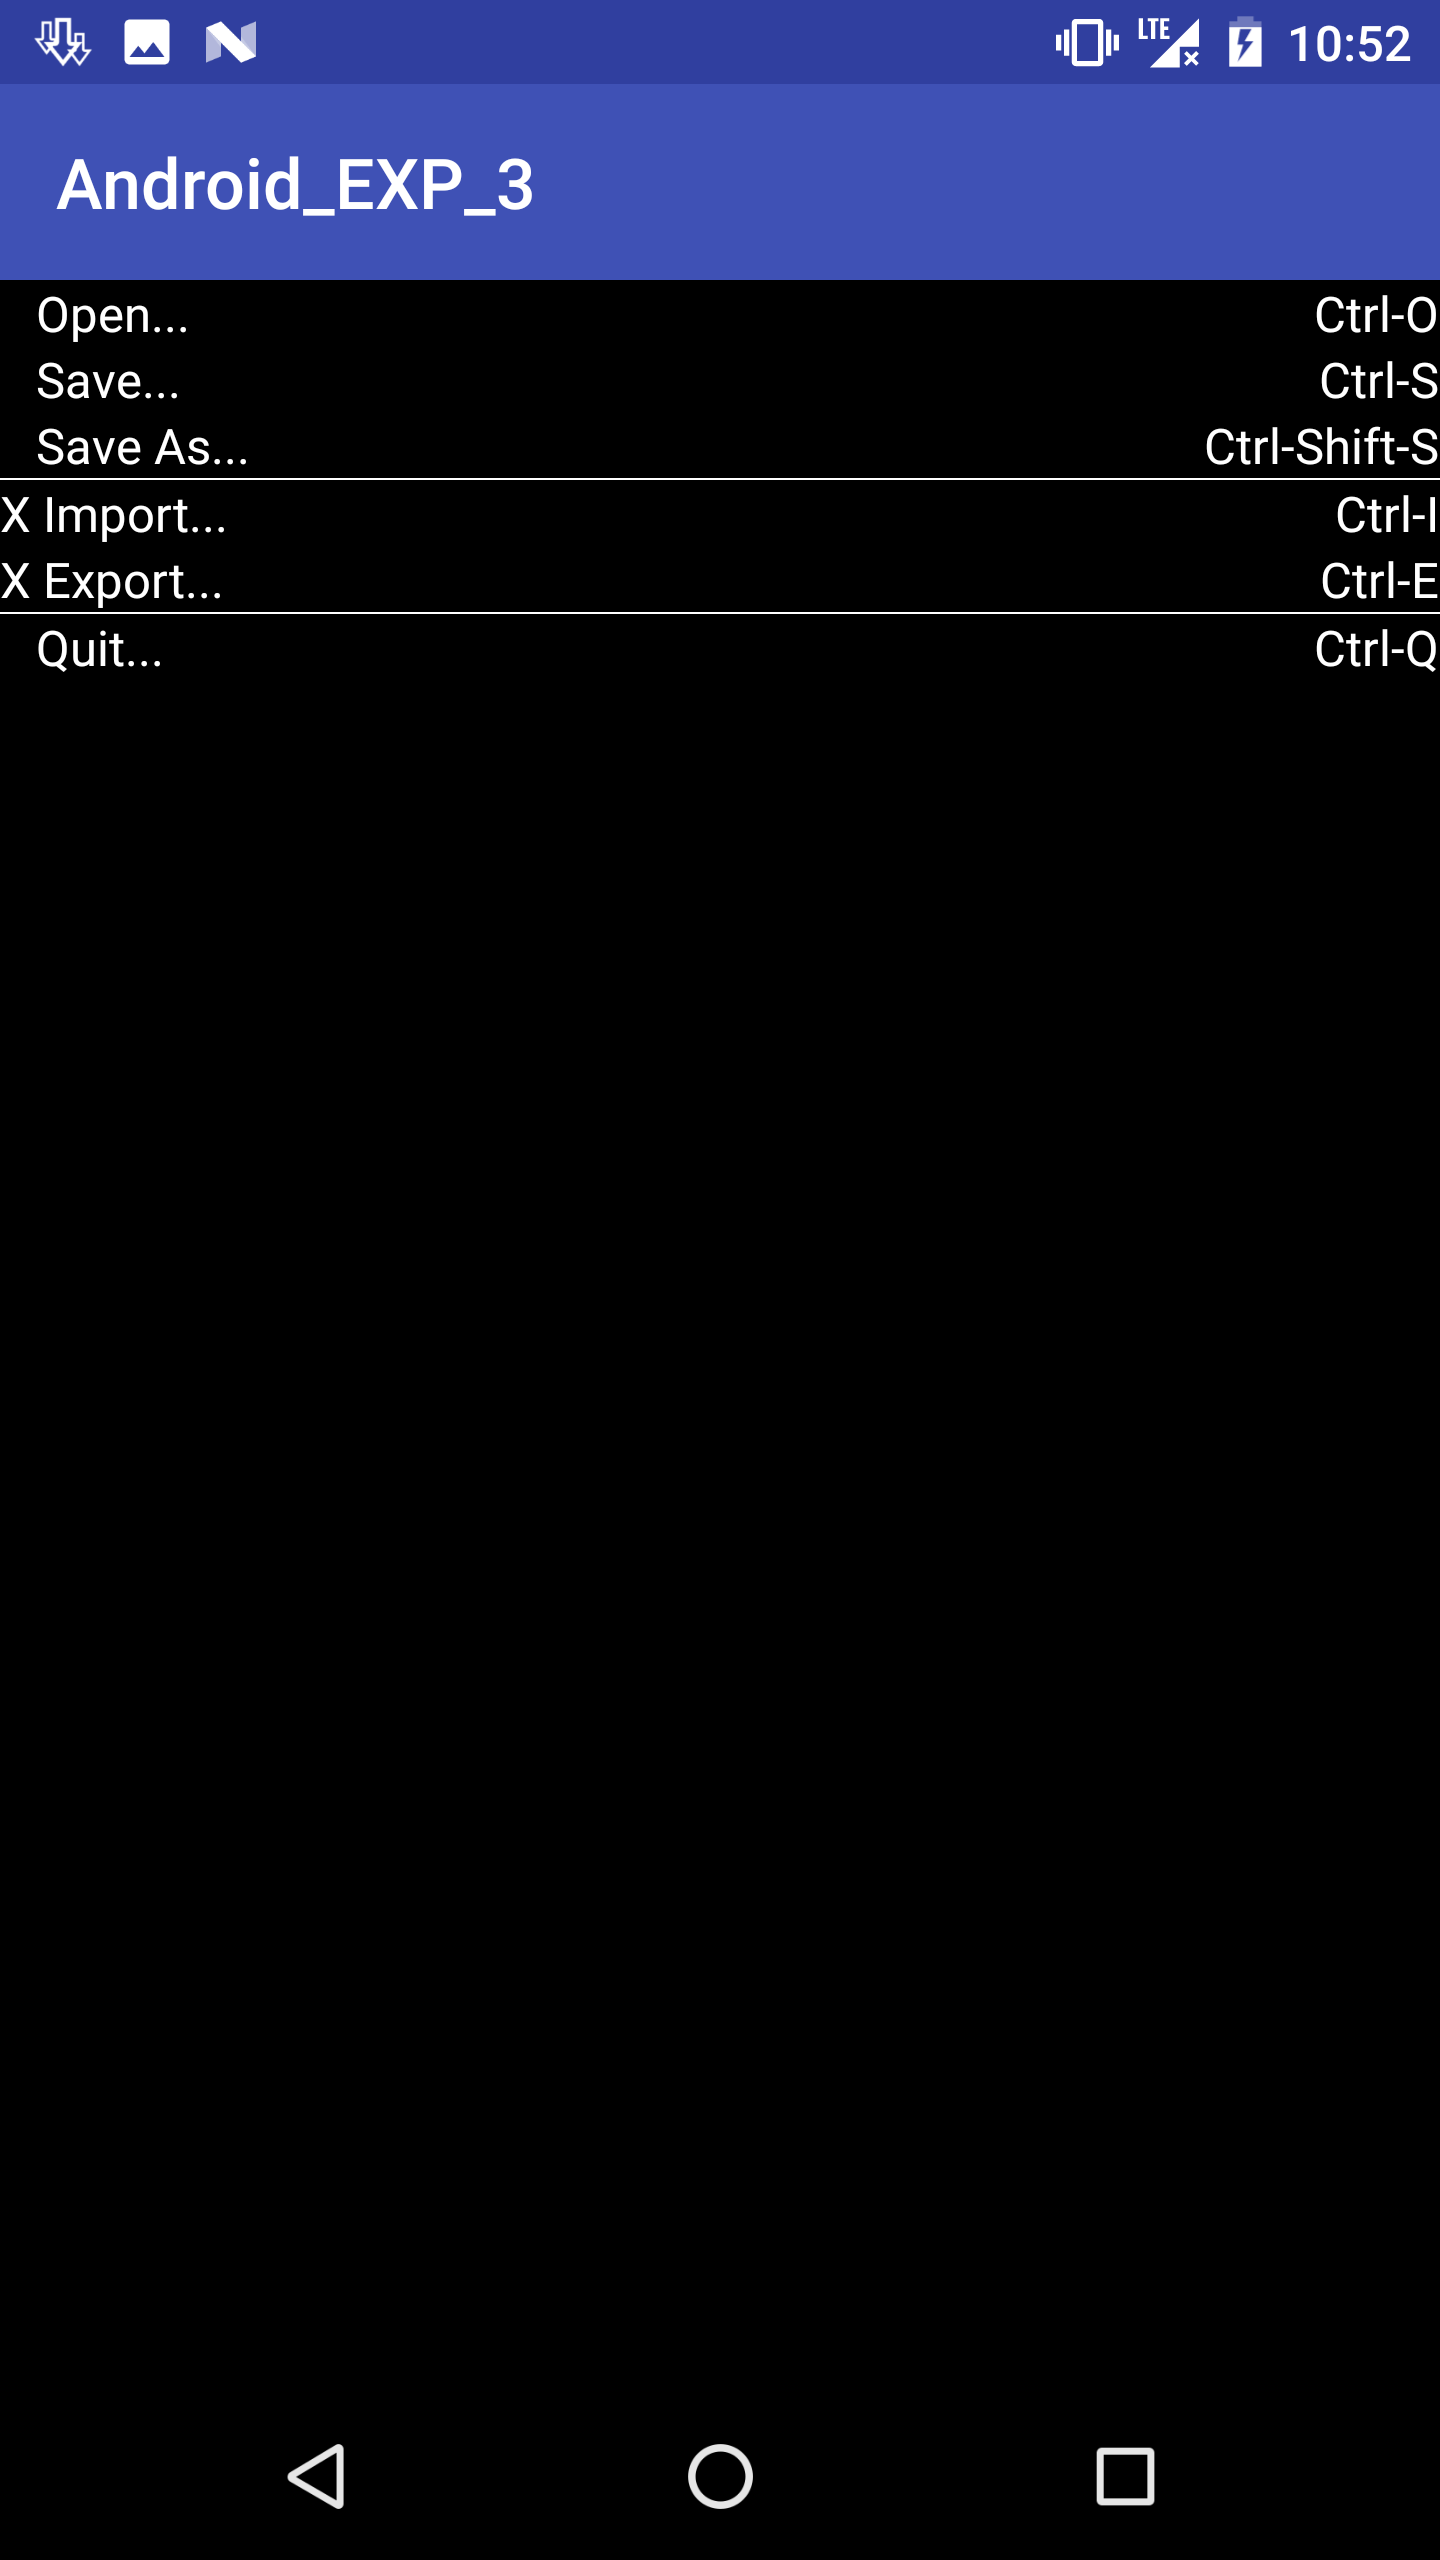 LTE 10:52
Android_EXP_3
Open... Ctrl-O
Save... Ctrl-S
Save As... Ctrl-Shift-S
X Import... Ctrl-I
X Export... Ctrl-E
Quit... Ctrl-Q